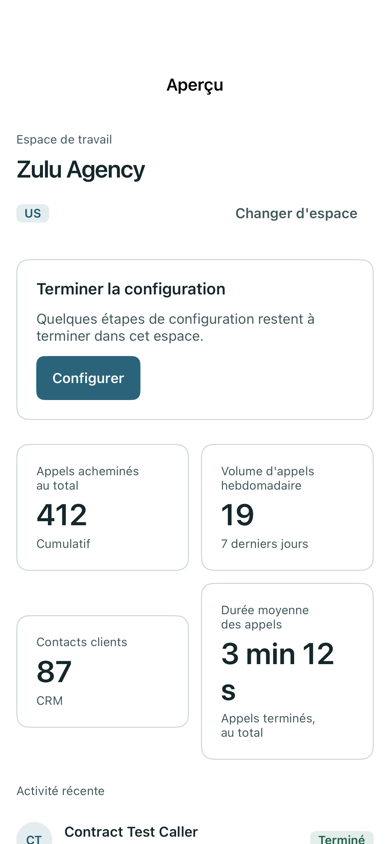 Aperçu
Espace de travail
Zulu Agency
US
Changer d'espace
Terminer la configuration
Quelques étapes de configuration restent à
terminer dans cet espace.
Configurer
Appels acheminés
au total
412
Cumulatif
Volume d'appels
hebdomadaire
19
7 derniers jours
Contacts clients
87
CRM
Durée moyenne
des appels
3 min 12
s
Appels terminés,
au total
Activité récente
CT
Contract Test Caller
Terminé